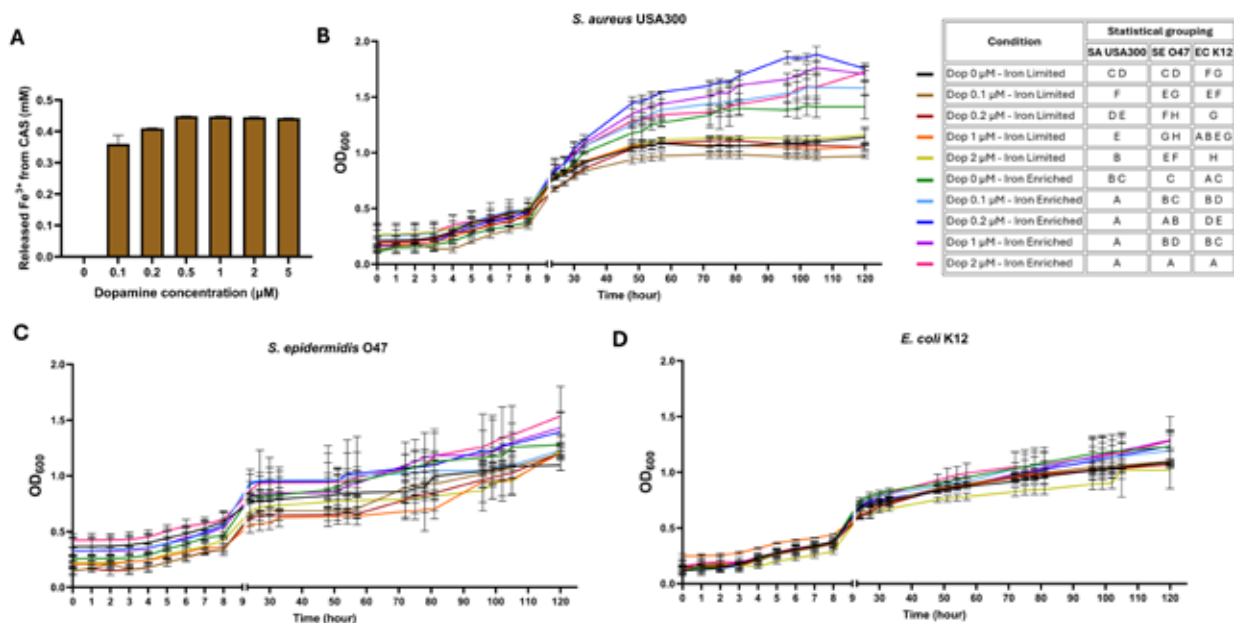 A
Released Fe³⁺ from CAS (mM)
0.5
0.4
0.3
0.2
0.1
0.0
0 0.1 0.2 0.5 1 2 5
Dopamine concentration (µM)
B
S. aureus USA300
OD₆₀₀
2.0
1.5
1.0
0.5
0.0
0 1 2 3 4 5 6 7 8 9 30 40 50 60 70 80 90 100 110 120
Time (hour)
Condition Statistical grouping
SA USA300 SE O47 EC K12
Dop 0 µM - Iron Limited C D C D F G
Dop 0.1 µM - Iron Limited F E G E F
Dop 0.2 µM - Iron Limited D E F H G
Dop 1 µM - Iron Limited E G H A B E G
Dop 2 µM - Iron Limited B E F H
Dop 0 µM - Iron Enriched B C C A C
Dop 0.1 µM - Iron Enriched A B C B D
Dop 0.2 µM - Iron Enriched A A B D E
Dop 1 µM - Iron Enriched A B D B C
Dop 2 µM - Iron Enriched A A A
C
S. epidermidis O47
OD₆₀₀
2.0
1.5
1.0
0.5
0.0
0 1 2 3 4 5 6 7 8 9 30 40 50 60 70 80 90 100 110 120
Time (hour)
D
E. coli K12
OD₆₀₀
2.0
1.5
1.0
0.5
0.0
0 1 2 3 4 5 6 7 8 9 30 40 50 60 70 80 90 100 110 120
Time (hour)